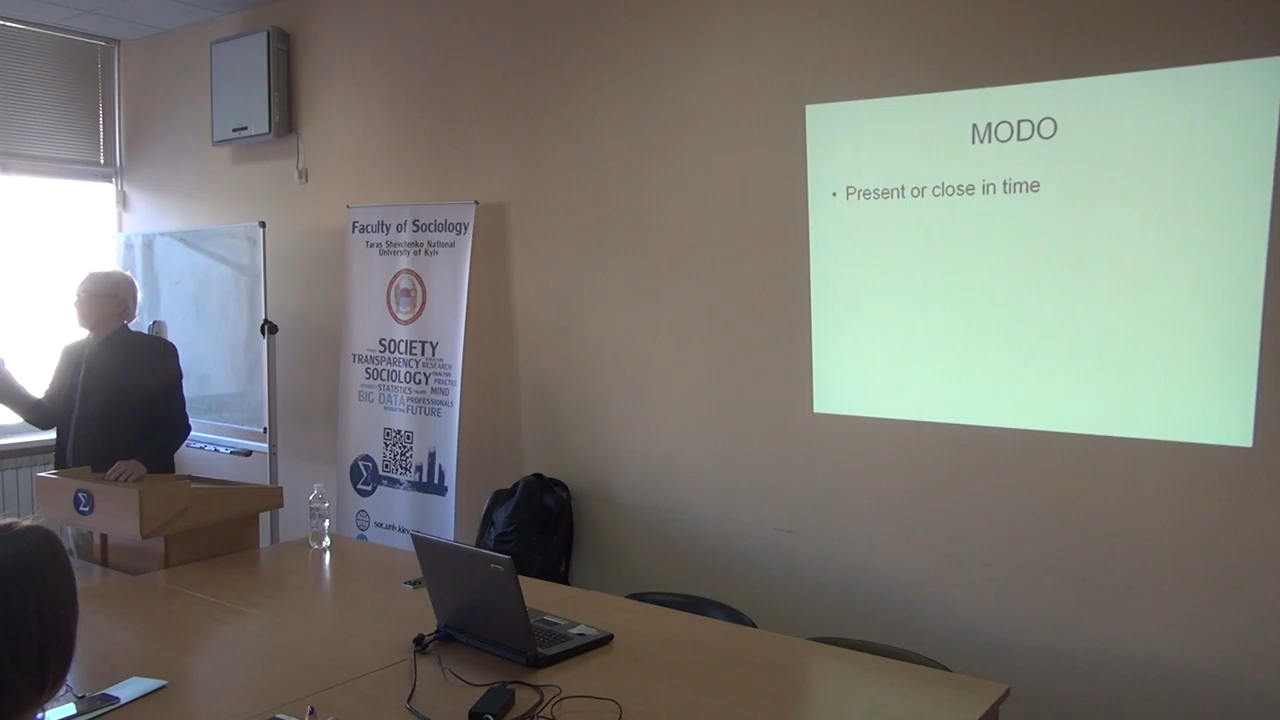 Faculty of Sociology
Taras Shevchenko National
University of Kyiv
SOCIETY
TRANSPARENCY RESEARCH
SOCIOLOGY PRACTICE
STATISTICS MIND
BIG DATA PROFESSIONALS
FUTURE
Σ
Σ
MODO
• Present or close in time